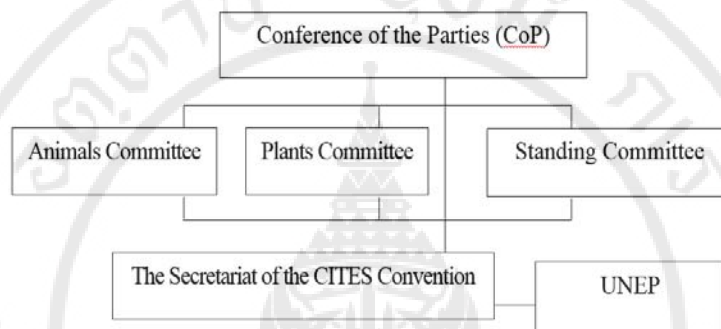 Conference of the Parties (CoP)
Animals Committee
Plants Committee
Standing Committee
The Secretariat of the CITES Convention
UNEP